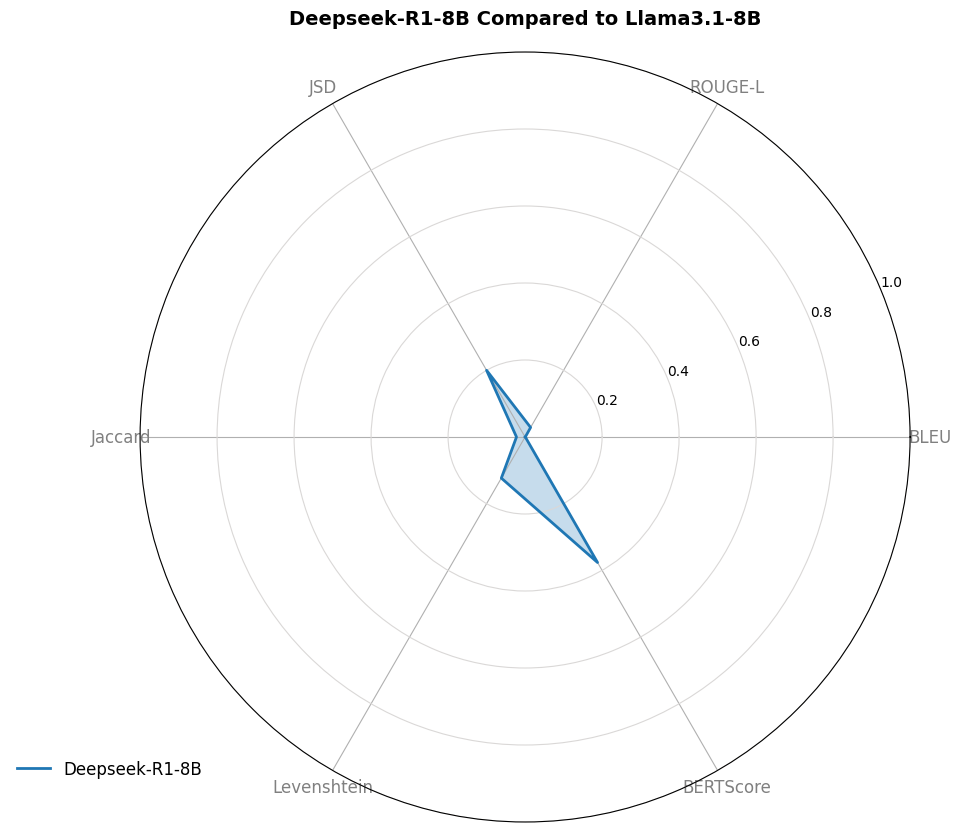 Deepseek-R1-8B Compared to Llama3.1-8B
JSD
ROUGE-L
1.0
0.8
0.6
0.4
0.2
Jaccard
BLEU
Deepseek-R1-8B
Levenshtein
BERTScore